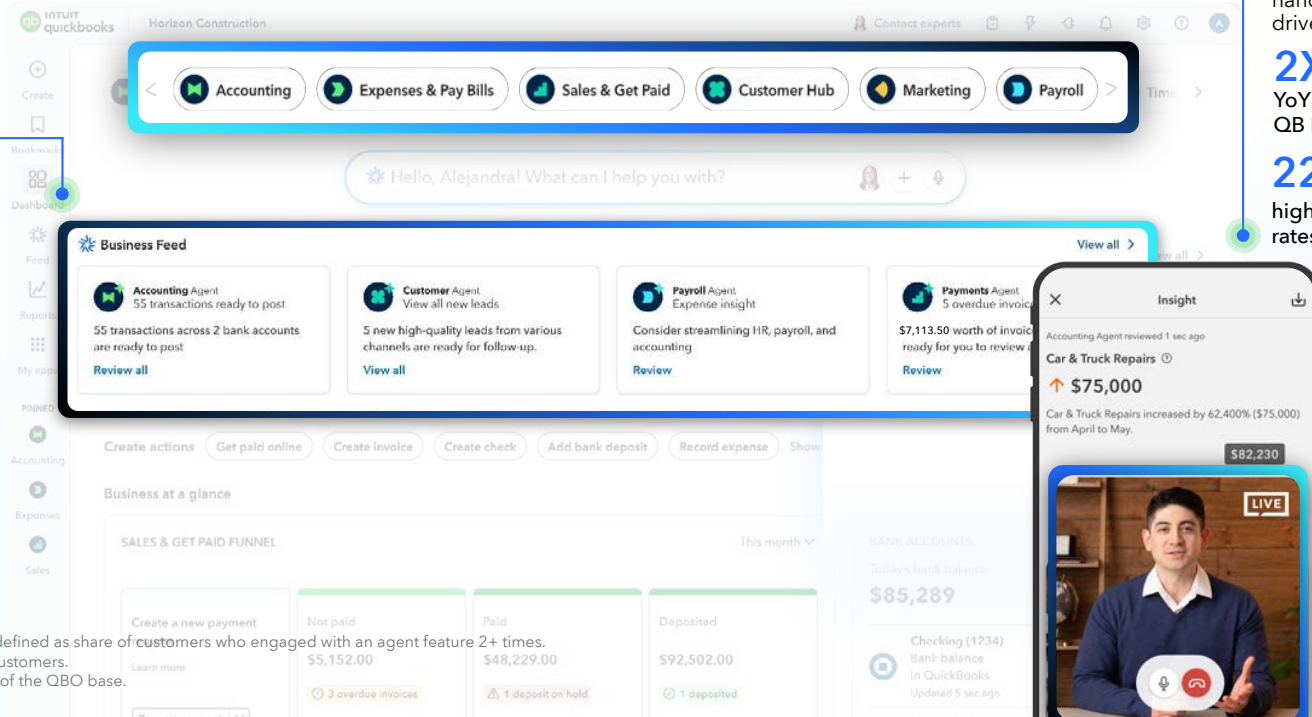 INTUIT
quickbooks
Horizon Construction
Contact experts
A
drive
2X
YoY
QB
22
high
rates
Create
Bookmark
Dashboard
Feed
Reports
My apps
PINNED
Accounting
Expenses
Sales
Accounting
Expenses & Pay Bills
Sales & Get Paid
Customer Hub
Marketing
Payroll
Time
Hello, Alejandra! What can I help you with?
Business Feed
View all
Accounting Agent
55 transactions ready to post
55 transactions across 2 bank accounts
are ready to post
Review all
Customer Agent
View all new leads
5 new high-quality leads from various
channels are ready for follow-up.
View all
Payroll Agent
Expense insight
Consider streamlining HR, payroll, and
accounting
Review
Payments Agent
5 overdue invoic
$7,113.50 worth of invoic
ready for you to review
Review
Insight
Accounting Agent reviewed 1 sec ago
Car & Truck Repairs
$75,000
Car & Truck Repairs increased by 62,400% ($75,000)
from April to May.
$82,230
LIVE
Create actions
Get paid online
Create invoice
Create check
Add bank deposit
Record expense
Show
Business at a glance
SALES & GET PAID FUNNEL
This month
Create a new payment
Learn more
Not paid
$5,152.00
3 overdue invoices
Paid
$48,229.00
1 deposit on hold
Deposited
$92,502.00
1 deposited
BANK ACCOUNTS
Today's bank balance
$85,289
Checking (1234)
Bank balance
in QuickBooks
Updated 5 sec ago
defined as share of customers who engaged with an agent feature 2+ times.
ustomers.
of the QBO base.